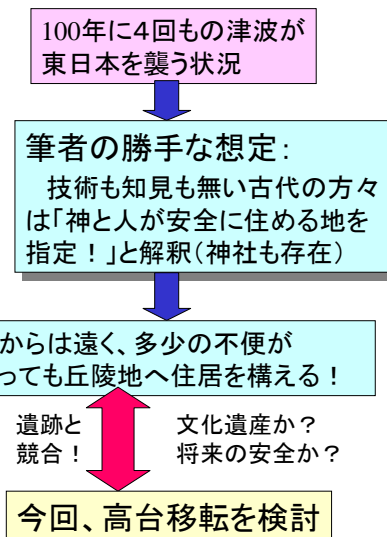 100年に4回もの津波が
東日本を襲う状況
筆者の勝手な想定：
技術も知見も無い古代の方々
は「神と人が安全に住める地を
指定！」と解釈（神社も存在）
からは遠く、多少の不便が
っても丘陵地へ住居を構える！
遺跡と
競合！
文化遺産か？
将来の安全か？
今回、高台移転を検討